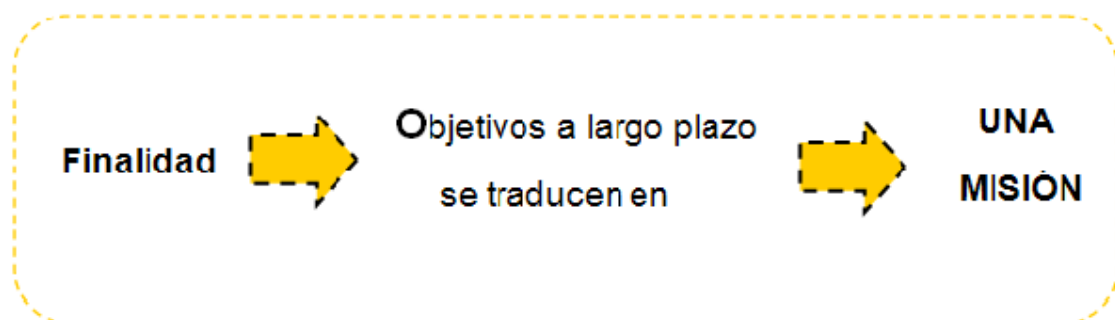 Finalidad
Objetivos a largo plazo
se traducen en
UNA
MISIÓN